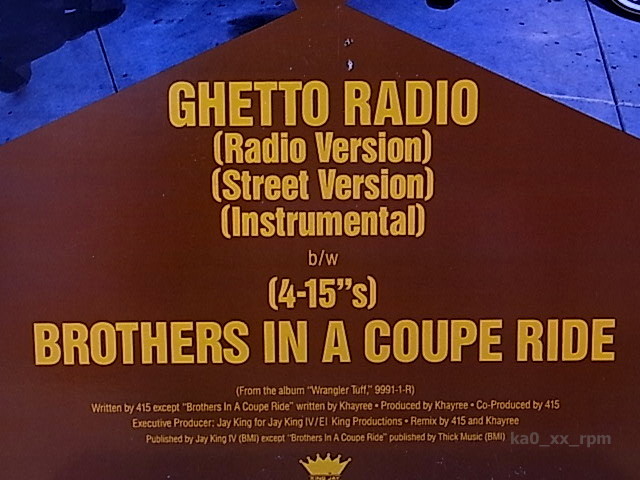 GHETTO RADIO
(Radio Version)
(Street Version)
(Instrumental)
b/w
(4-15”s)
BROTHERS IN A COUPE RIDE
(From the album “Wrangler Tuff,” 9991-1-R)
Written by 415 except “Brothers In A Coupe Ride” written by Khayree • Produced by Khayree • Co-Produced by 415
Executive Producer: Jay King for Jay King IV/El King Productions • Remix by 415 and Khayree
Published by Jay King IV (BMI) except “Brothers In A Coupe Ride” published by Thick Music (BMI)
ka0_xx_rpm
KING JAY